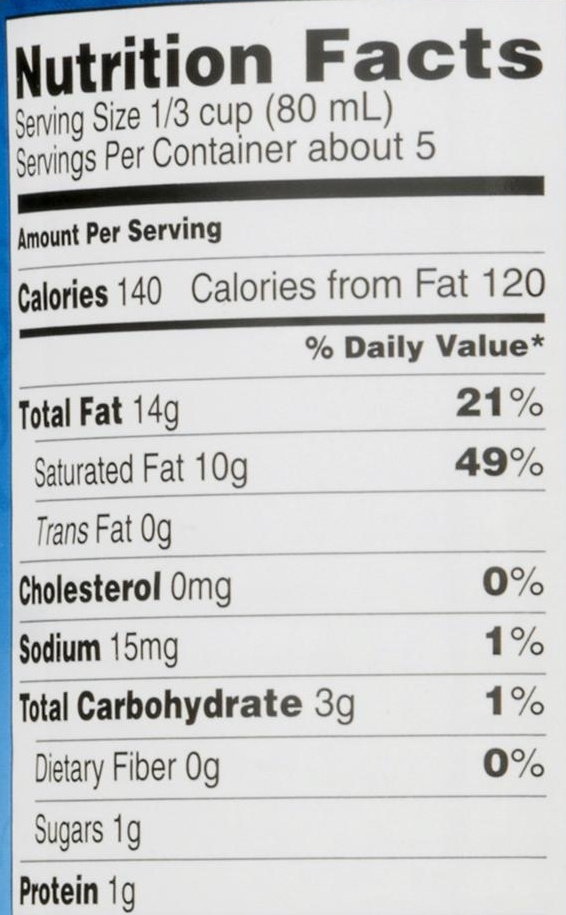 Nutrition Facts
Serving Size 1/3 cup (80 mL)
Servings Per Container about 5
Amount Per Serving
Calories 140 Calories from Fat 120
% Daily Value*
Total Fat 14g 21%
Saturated Fat 10g 49%
Trans Fat 0g
Cholesterol 0mg 0%
Sodium 15mg 1%
Total Carbohydrate 3g 1%
Dietary Fiber 0g 0%
Sugars 1g
Protein 1g